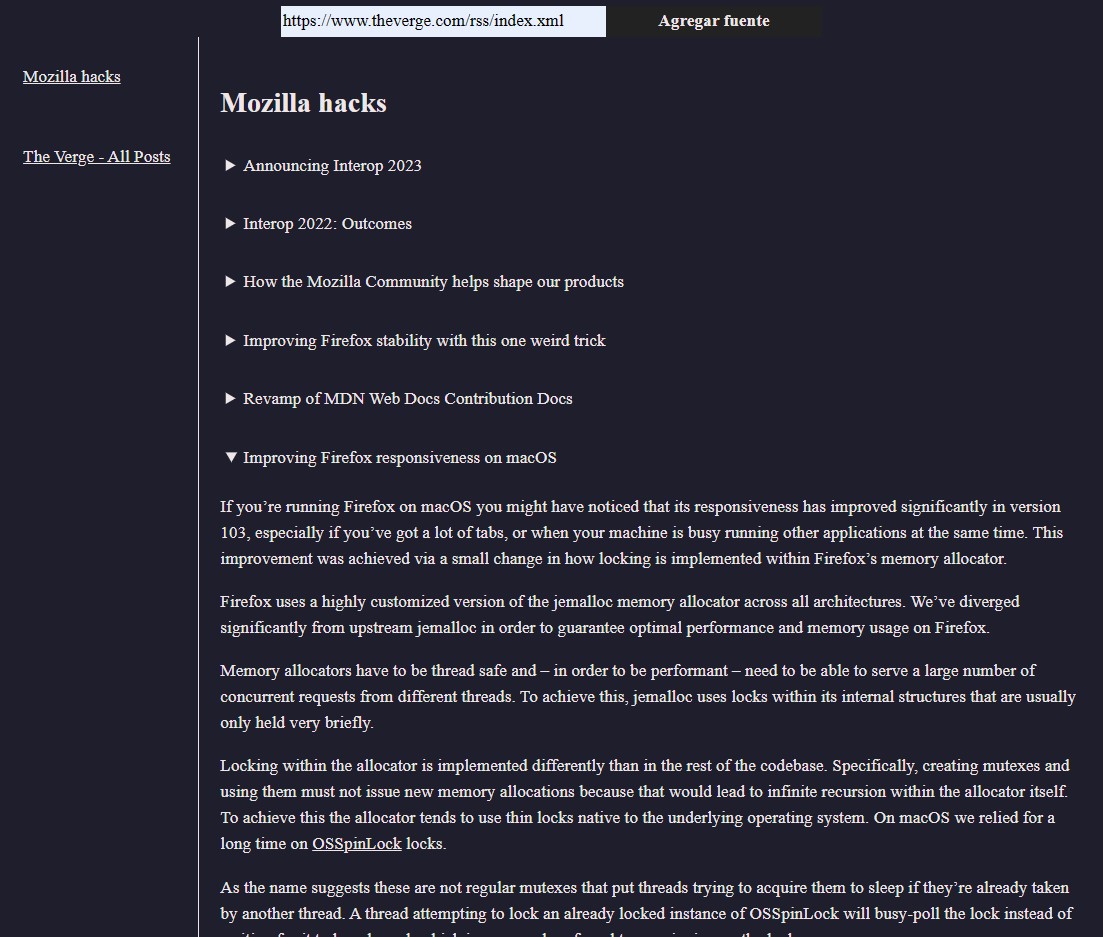 https://www.theverge.com/rss/index.xml
Agregar fuente
Mozilla hacks
The Verge - All Posts
Mozilla hacks
Announcing Interop 2023
Interop 2022: Outcomes
How the Mozilla Community helps shape our products
Improving Firefox stability with this one weird trick
Revamp of MDN Web Docs Contribution Docs
Improving Firefox responsiveness on macOS
If you’re running Firefox on macOS you might have noticed that its responsiveness has improved significantly in version
103, especially if you’ve got a lot of tabs, or when your machine is busy running other applications at the same time. This
improvement was achieved via a small change in how locking is implemented within Firefox’s memory allocator.
Firefox uses a highly customized version of the jemalloc memory allocator across all architectures. We’ve diverged
significantly from upstream jemalloc in order to guarantee optimal performance and memory usage on Firefox.
Memory allocators have to be thread safe and – in order to be performant – need to be able to serve a large number of
concurrent requests from different threads. To achieve this, jemalloc uses locks within its internal structures that are usually
only held very briefly.
Locking within the allocator is implemented differently than in the rest of the codebase. Specifically, creating mutexes and
using them must not issue new memory allocations because that would lead to infinite recursion within the allocator itself.
To achieve this the allocator tends to use thin locks native to the underlying operating system. On macOS we relied for a
long time on OSSpinLock locks.
As the name suggests these are not regular mutexes that put threads trying to acquire them to sleep if they’re already taken
by another thread. A thread attempting to lock an already locked instance of OSSpinLock will busy-poll the lock instead of